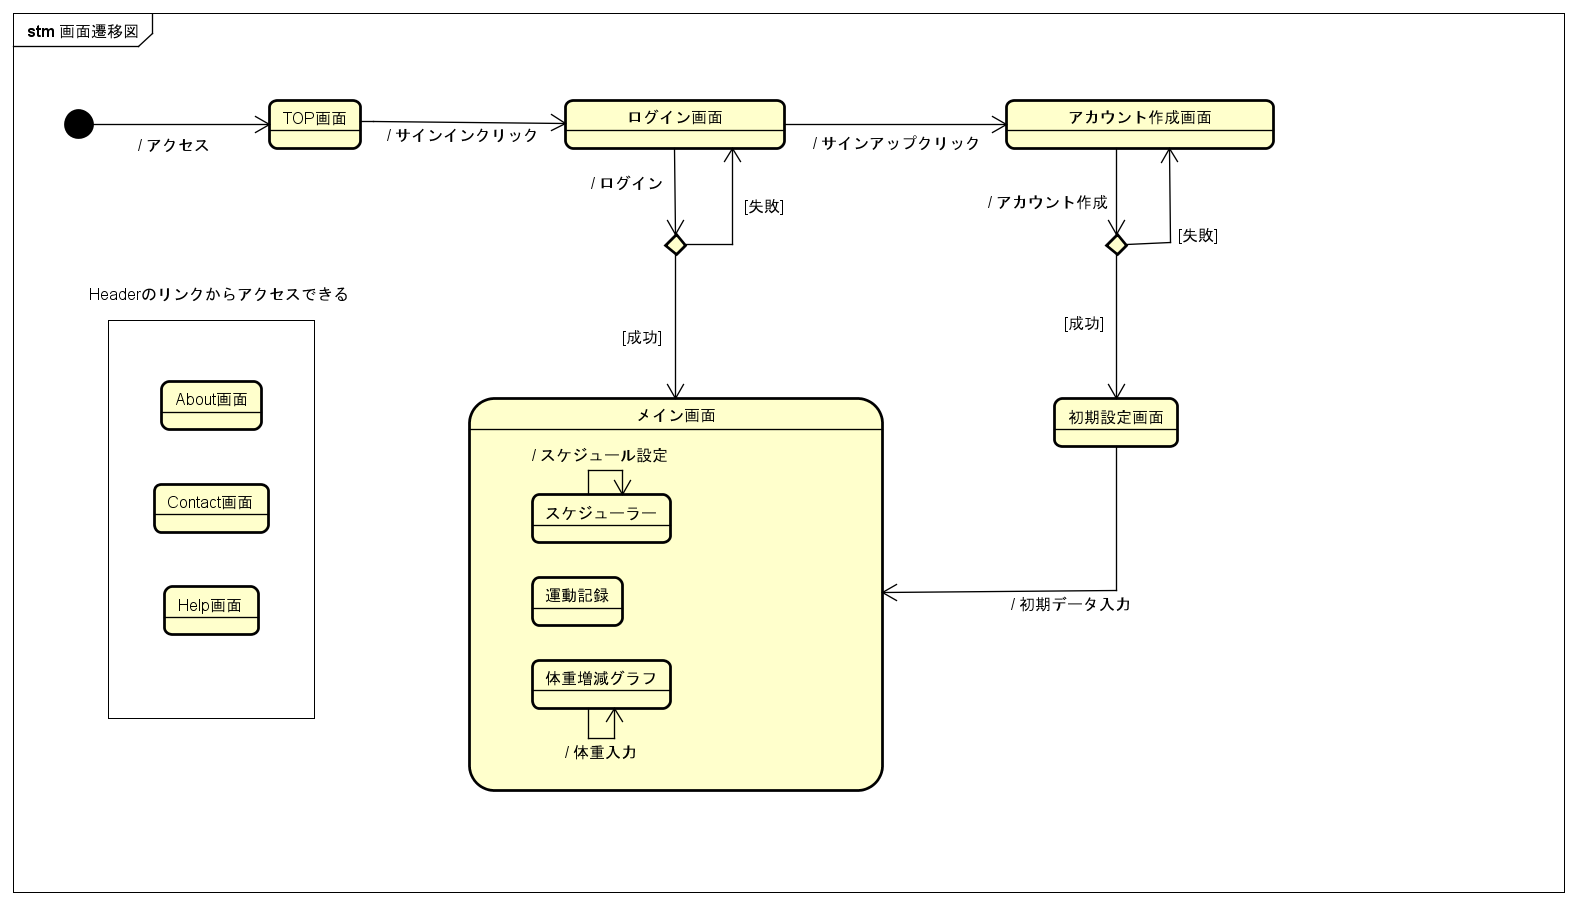 stm 画面遷移図
TOP画面
ログイン画面
アカウント作成画面
/ アクセス
/ サインインクリック
/ サインアップクリック
/ ログイン
[失敗]
/ アカウント作成
[失敗]
Headerのリンクからアクセスできる
[成功]
[成功]
About画面
Contact画面
Help画面
メイン画面
/ スケジュール設定
スケジューラー
運動記録
体重増減グラフ
/ 体重入力
初期設定画面
/ 初期データ入力